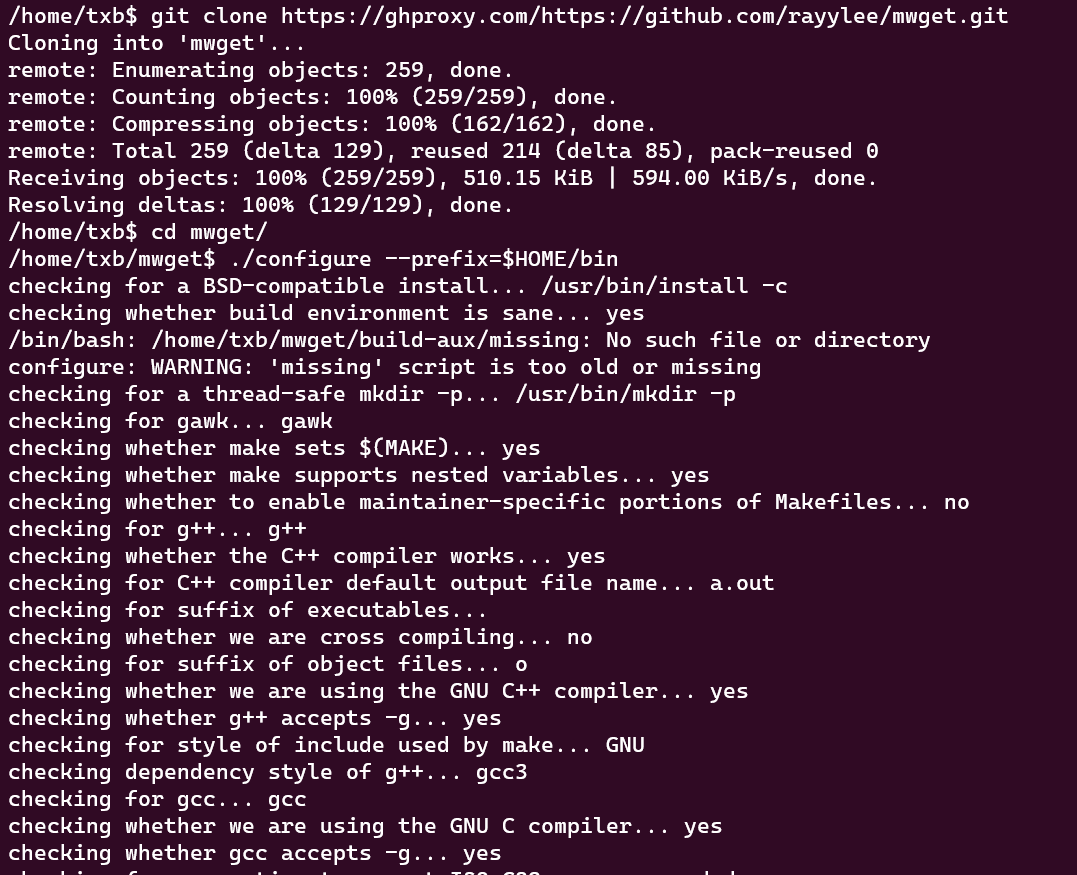 /home/txb$ git clone https://ghproxy.com/https://github.com/rayylee/mwget.git
Cloning into 'mwget'...
remote: Enumerating objects: 259, done.
remote: Counting objects: 100% (259/259), done.
remote: Compressing objects: 100% (162/162), done.
remote: Total 259 (delta 129), reused 214 (delta 85), pack-reused 0
Receiving objects: 100% (259/259), 510.15 KiB | 594.00 KiB/s, done.
Resolving deltas: 100% (129/129), done.
/home/txb$ cd mwget/
/home/txb/mwget$ ./configure --prefix=$HOME/bin
checking for a BSD-compatible install... /usr/bin/install -c
checking whether build environment is sane... yes
/bin/bash: /home/txb/mwget/build-aux/missing: No such file or directory
configure: WARNING: 'missing' script is too old or missing
checking for a thread-safe mkdir -p... /usr/bin/mkdir -p
checking for gawk... gawk
checking whether make sets $(MAKE)... yes
checking whether make supports nested variables... yes
checking whether to enable maintainer-specific portions of Makefiles... no
checking for g++... g++
checking whether the C++ compiler works... yes
checking for C++ compiler default output file name... a.out
checking for suffix of executables...
checking whether we are cross compiling... no
checking for suffix of object files... o
checking whether we are using the GNU C++ compiler... yes
checking whether g++ accepts -g... yes
checking for style of include used by make... GNU
checking dependency style of g++... gcc3
checking for gcc... gcc
checking whether we are using the GNU C compiler... yes
checking whether gcc accepts -g... yes